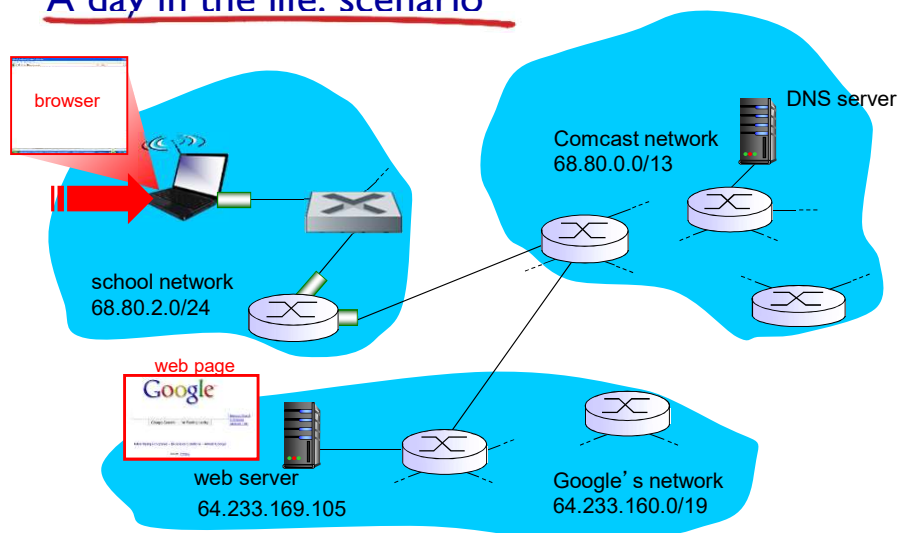 A day in the life: scenario
browser
DNS server
Comcast network
68.80.0.0/13
school network
68.80.2.0/24
web page
Google
web server
64.233.169.105
Google’s network
64.233.160.0/19